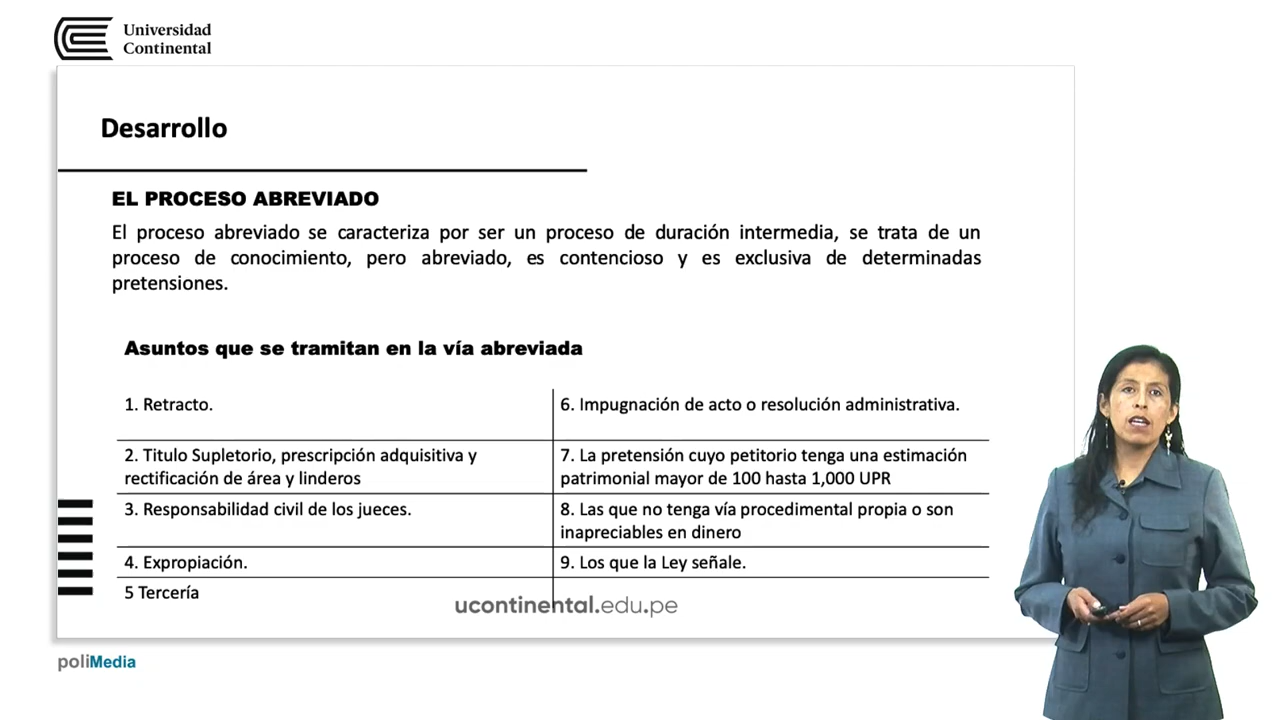 Universidad
Continental
Desarrollo
EL PROCESO ABREVIADO
El proceso abreviado se caracteriza por ser un proceso de duración intermedia, se trata de un
proceso de conocimiento, pero abreviado, es contencioso y es exclusiva de determinadas
pretensiones.
Asuntos que se tramitan en la vía abreviada
1. Retracto.
6. Impugnación de acto o resolución administrativa.
2. Titulo Supletorio, prescripción adquisitiva y
rectificación de área y linderos
7. La pretensión cuyo petitorio tenga una estimación
patrimonial mayor de 100 hasta 1,000 UPR
3. Responsabilidad civil de los jueces.
8. Las que no tenga vía procedimental propia o son
inapreciables en dinero
4. Expropiación.
9. Los que la Ley señale.
5 Tercería
ucontinental.edu.pe
poliMedia